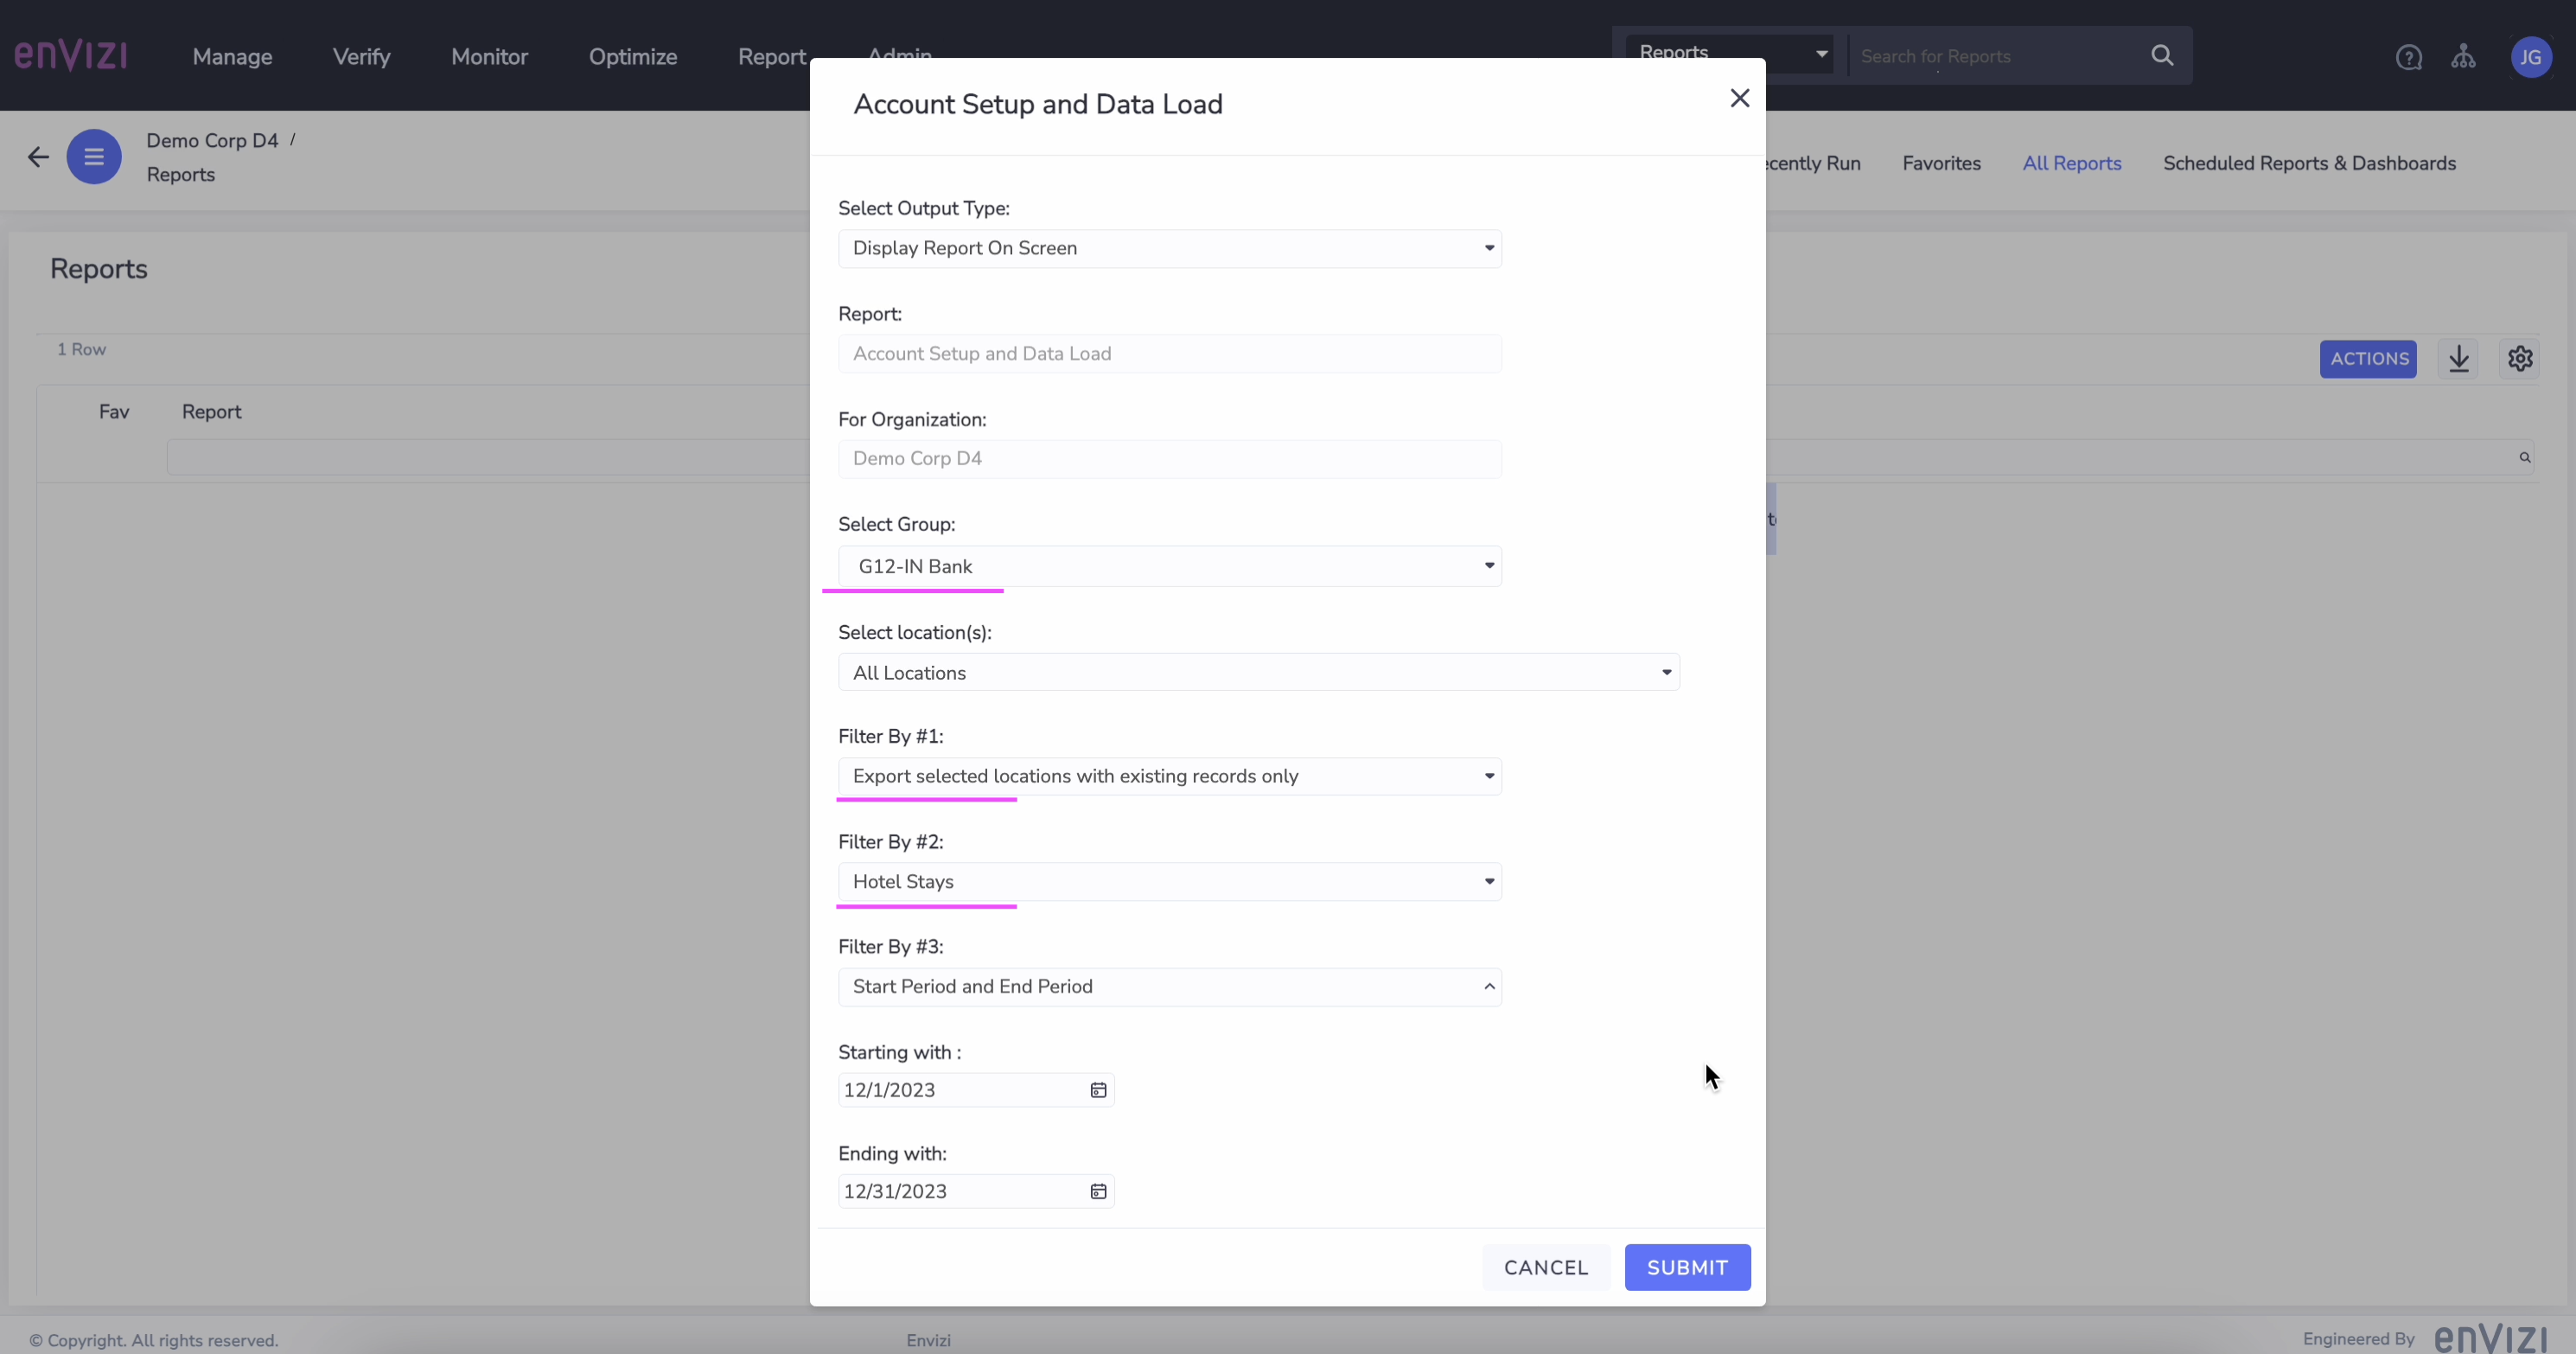 enVIZI
Manage
Verify
Monitor
Optimize
Report
Admin
Reports
Search for Reports
JG
Demo Corp D4 /
Reports
Recently Run
Favorites
All Reports
Scheduled Reports & Dashboards
Reports
1 Row
ACTIONS
Fav
Report
Account Setup and Data Load
Select Output Type:
Display Report On Screen
Report:
Account Setup and Data Load
For Organization:
Demo Corp D4
Select Group:
G12-IN Bank
Select location(s):
All Locations
Filter By #1:
Export selected locations with existing records only
Filter By #2:
Hotel Stays
Filter By #3:
Start Period and End Period
Starting with :
12/1/2023
Ending with:
12/31/2023
CANCEL
SUBMIT
© Copyright. All rights reserved.
Envizi
Engineered By enVIZI